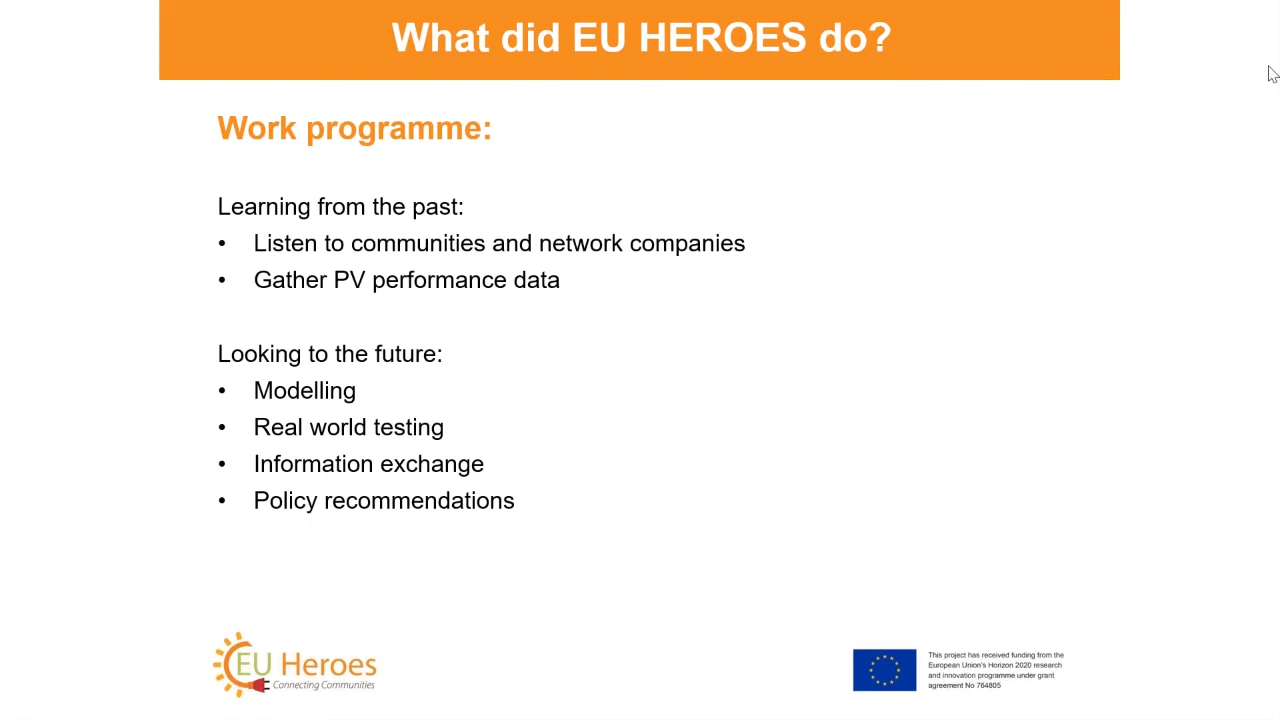 What did EU HEROES do?
Work programme:
Learning from the past:
• Listen to communities and network companies
• Gather PV performance data
Looking to the future:
• Modelling
• Real world testing
• Information exchange
• Policy recommendations
EU Heroes
Connecting Communities
This project has received funding from the
European Union's Horizon 2020 research
and innovation programme under grant
agreement No 764805